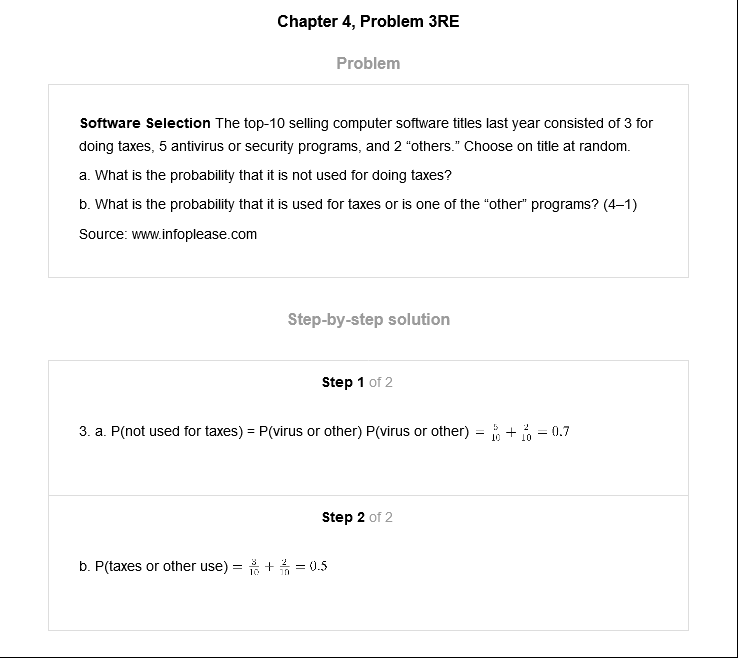 Chapter 4, Problem 3RE
Problem
Software Selection The top-10 selling computer software titles last year consisted of 3 for
doing taxes, 5 antivirus or security programs, and 2 “others.” Choose on title at random.
a. What is the probability that it is not used for doing taxes?
b. What is the probability that it is used for taxes or is one of the “other” programs? (4–1)
Source: www.infoplease.com
Step-by-step solution
Step 1 of 2
3. a. P(not used for taxes) = P(virus or other) P(virus or other) = 5/10 + 2/10 = 0.7
Step 2 of 2
b. P(taxes or other use) = 3/10 + 2/10 = 0.5